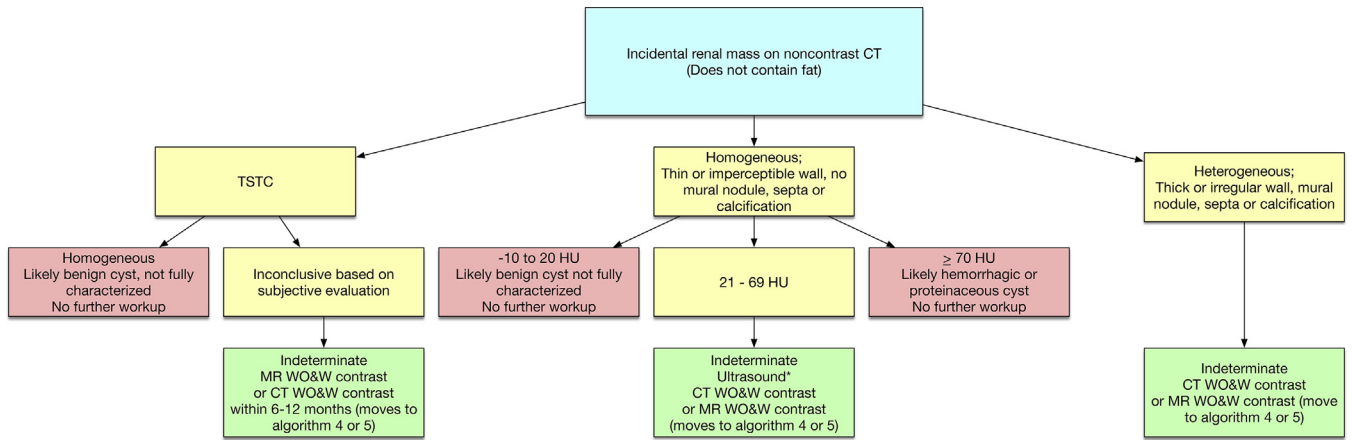 Incidental renal mass on noncontrast CT
(Does not contain fat)
TSTC
Homogeneous;
Thin or imperceptible wall, no
mural nodule, septa or
calcification
Heterogeneous;
Thick or irregular wall, mural
nodule, septa or calcification
Homogeneous
Likely benign cyst, not fully
characterized
No further workup
Inconclusive based on
subjective evaluation
-10 to 20 HU
Likely benign cyst not fully
characterized
No further workup
21 - 69 HU
≥ 70 HU
Likely hemorrhagic or
proteinaceous cyst
No further workup
Indeterminate
MR WO&W contrast
or CT WO&W contrast
within 6-12 months (moves to
algorithm 4 or 5)
Indeterminate
Ultrasound*
CT WO&W contrast
or MR WO&W contrast
(moves to algorithm 4 or 5)
Indeterminate
CT WO&W contrast
or MR WO&W contrast (move
to algorithm 4 or 5)